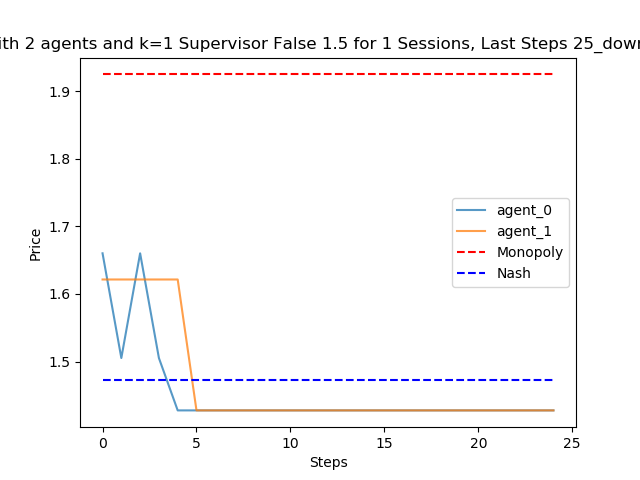 ith 2 agents and k=1 Supervisor False 1.5 for 1 Sessions, Last Steps 25_down
Price
1.9
1.8
1.7
1.6
1.5
agent_0
agent_1
Monopoly
Nash
0 5 10 15 20 25
Steps